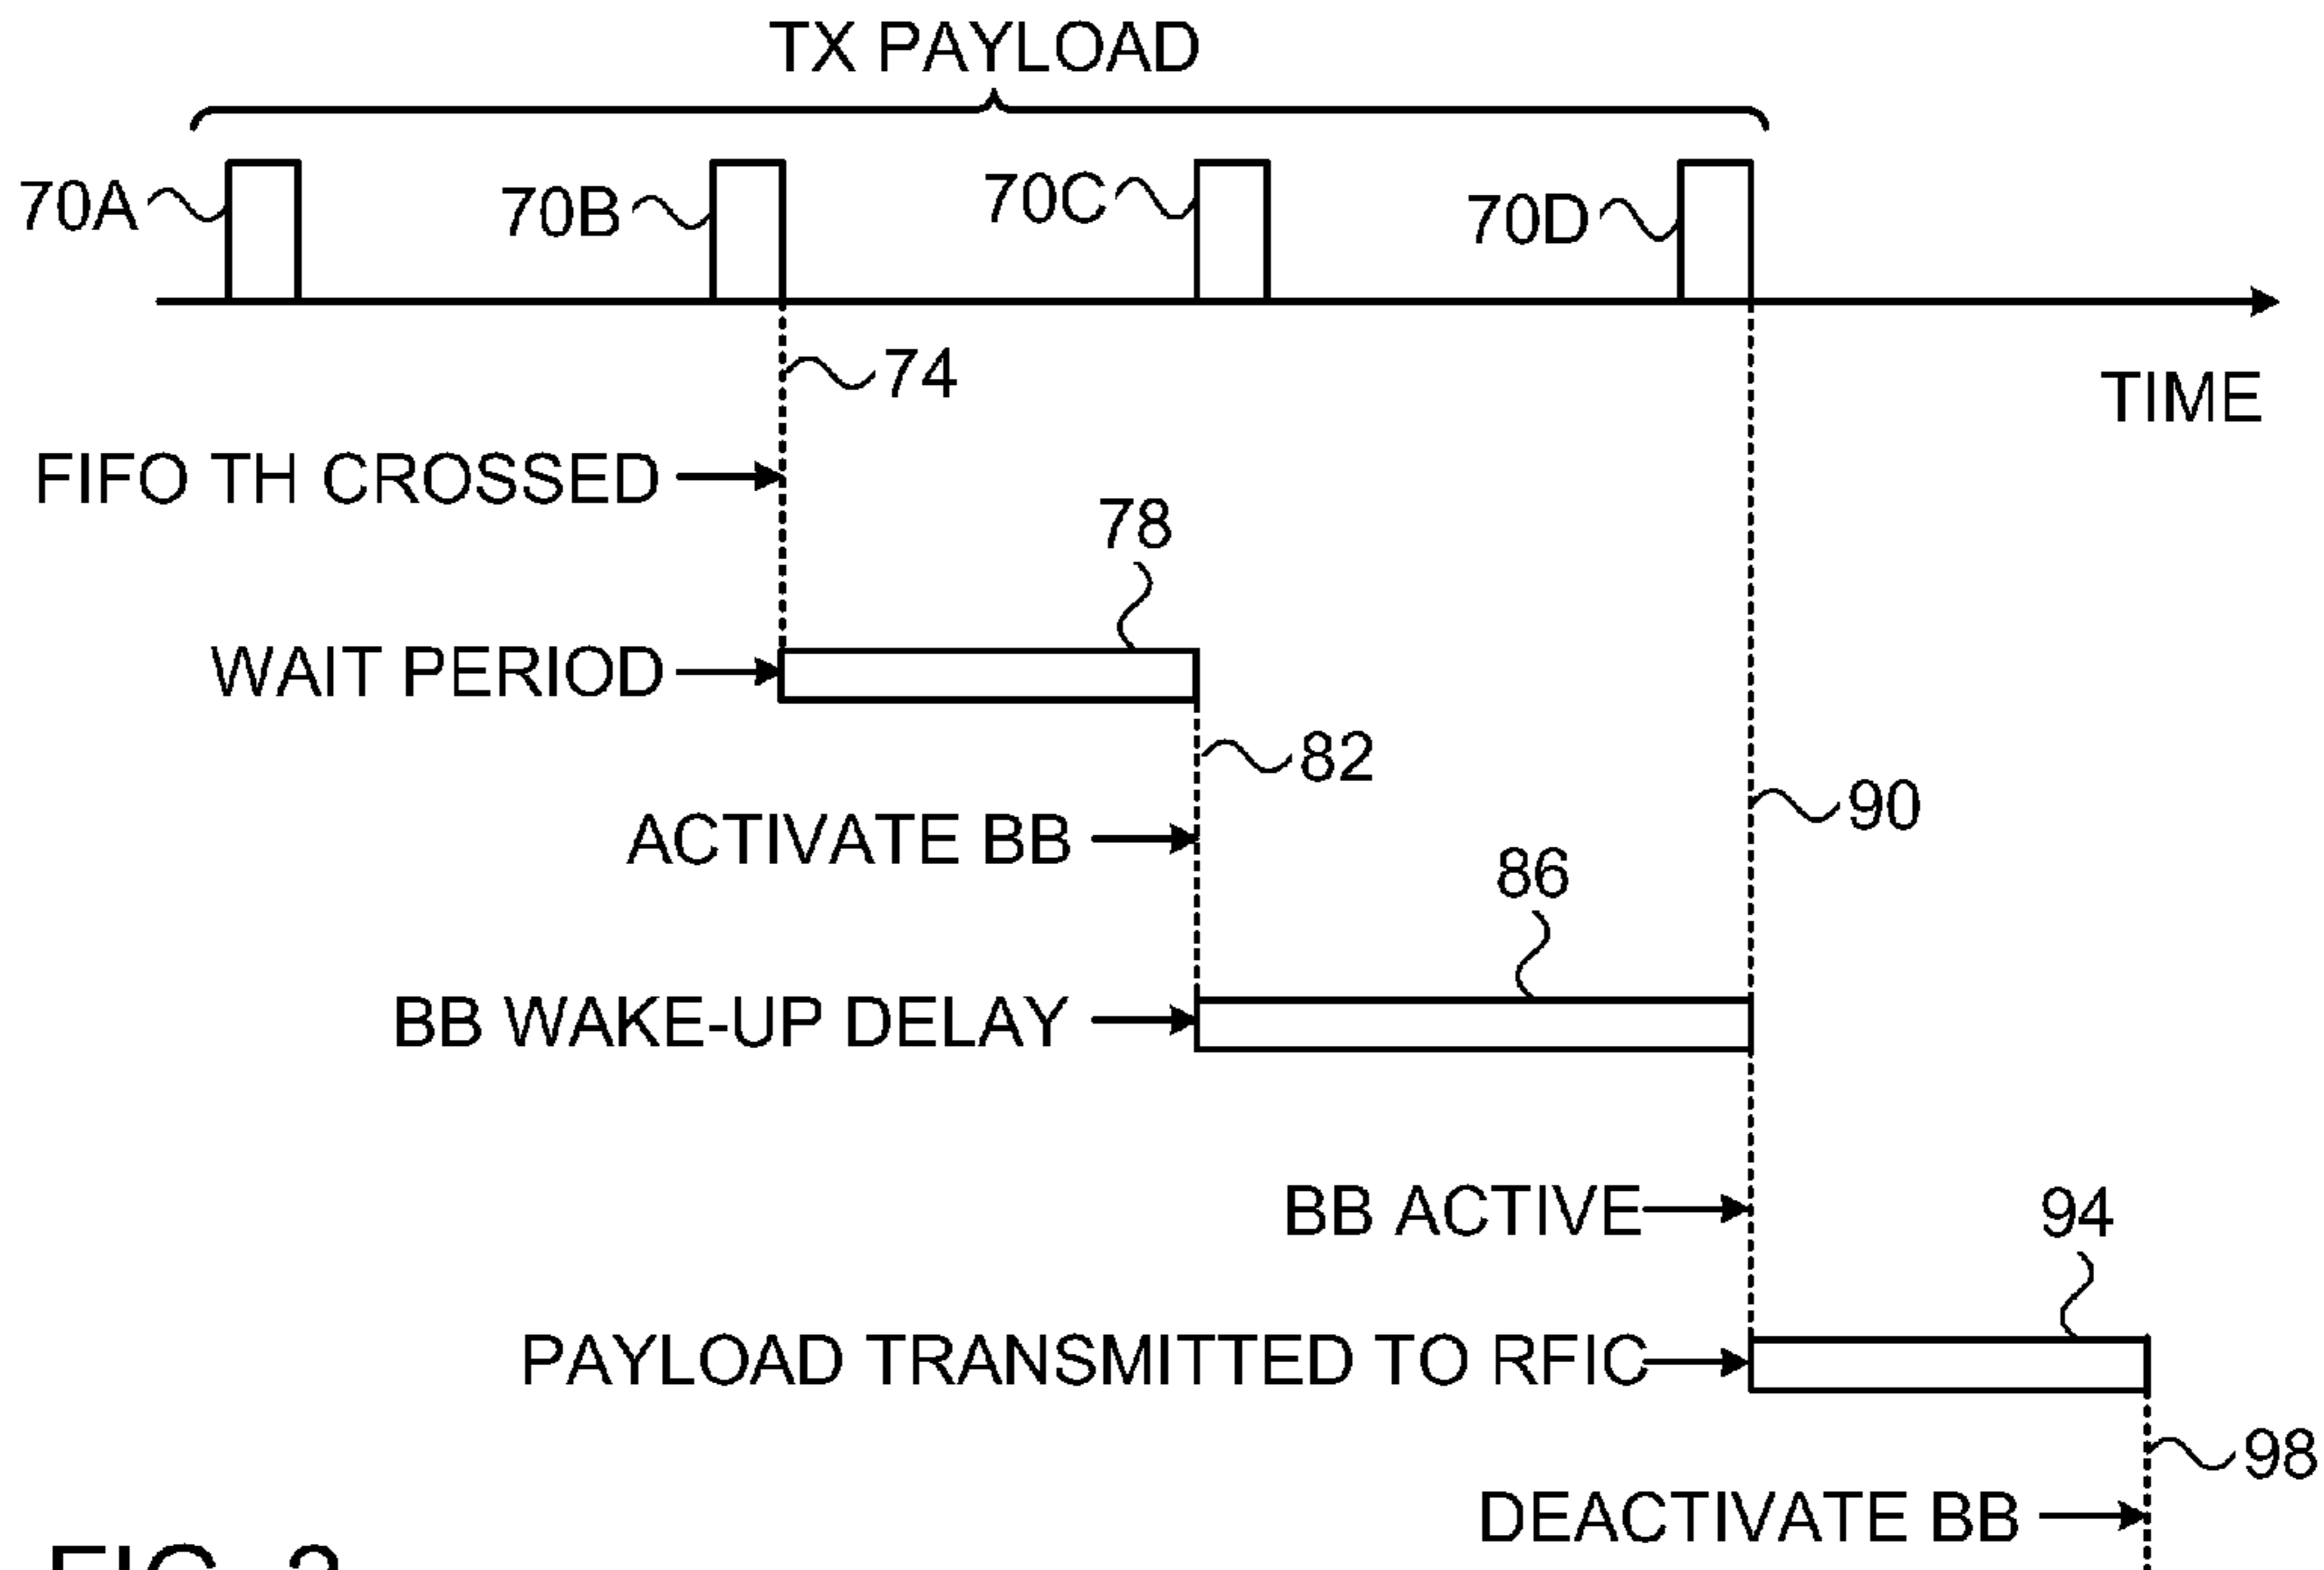 TX PAYLOAD
70A
70B
70C
70D
74
TIME
FIFO TH CROSSED
78
WAIT PERIOD
82
90
ACTIVATE BB
86
BB WAKE-UP DELAY
BB ACTIVE
94
PAYLOAD TRANSMITTED TO RFIC
98
DEACTIVATE BB